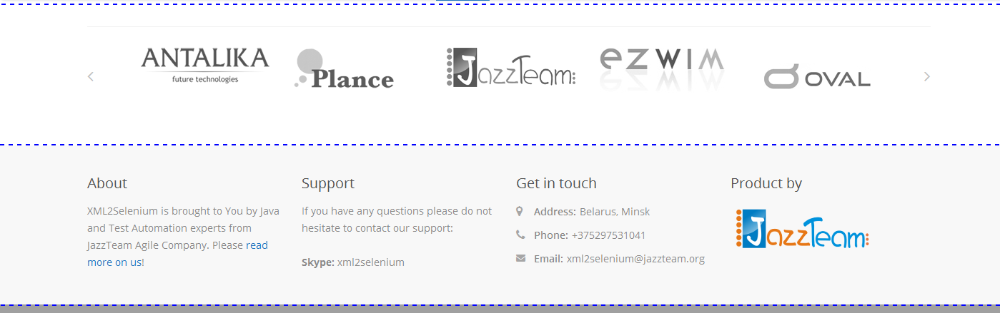 ANTALIKA
future technologies
Plance
JazzTeam
ezwim
OVAL
About
XML2Selenium is brought to You by Java
and Test Automation experts from
JazzTeam Agile Company. Please read
more on us!
Support
If you have any questions please do not
hesitate to contact our support:
Skype: xml2selenium
Get in touch
Address: Belarus, Minsk
Phone: +375297531041
Email: xml2selenium@jazzteam.org
Product by
JazzTeam